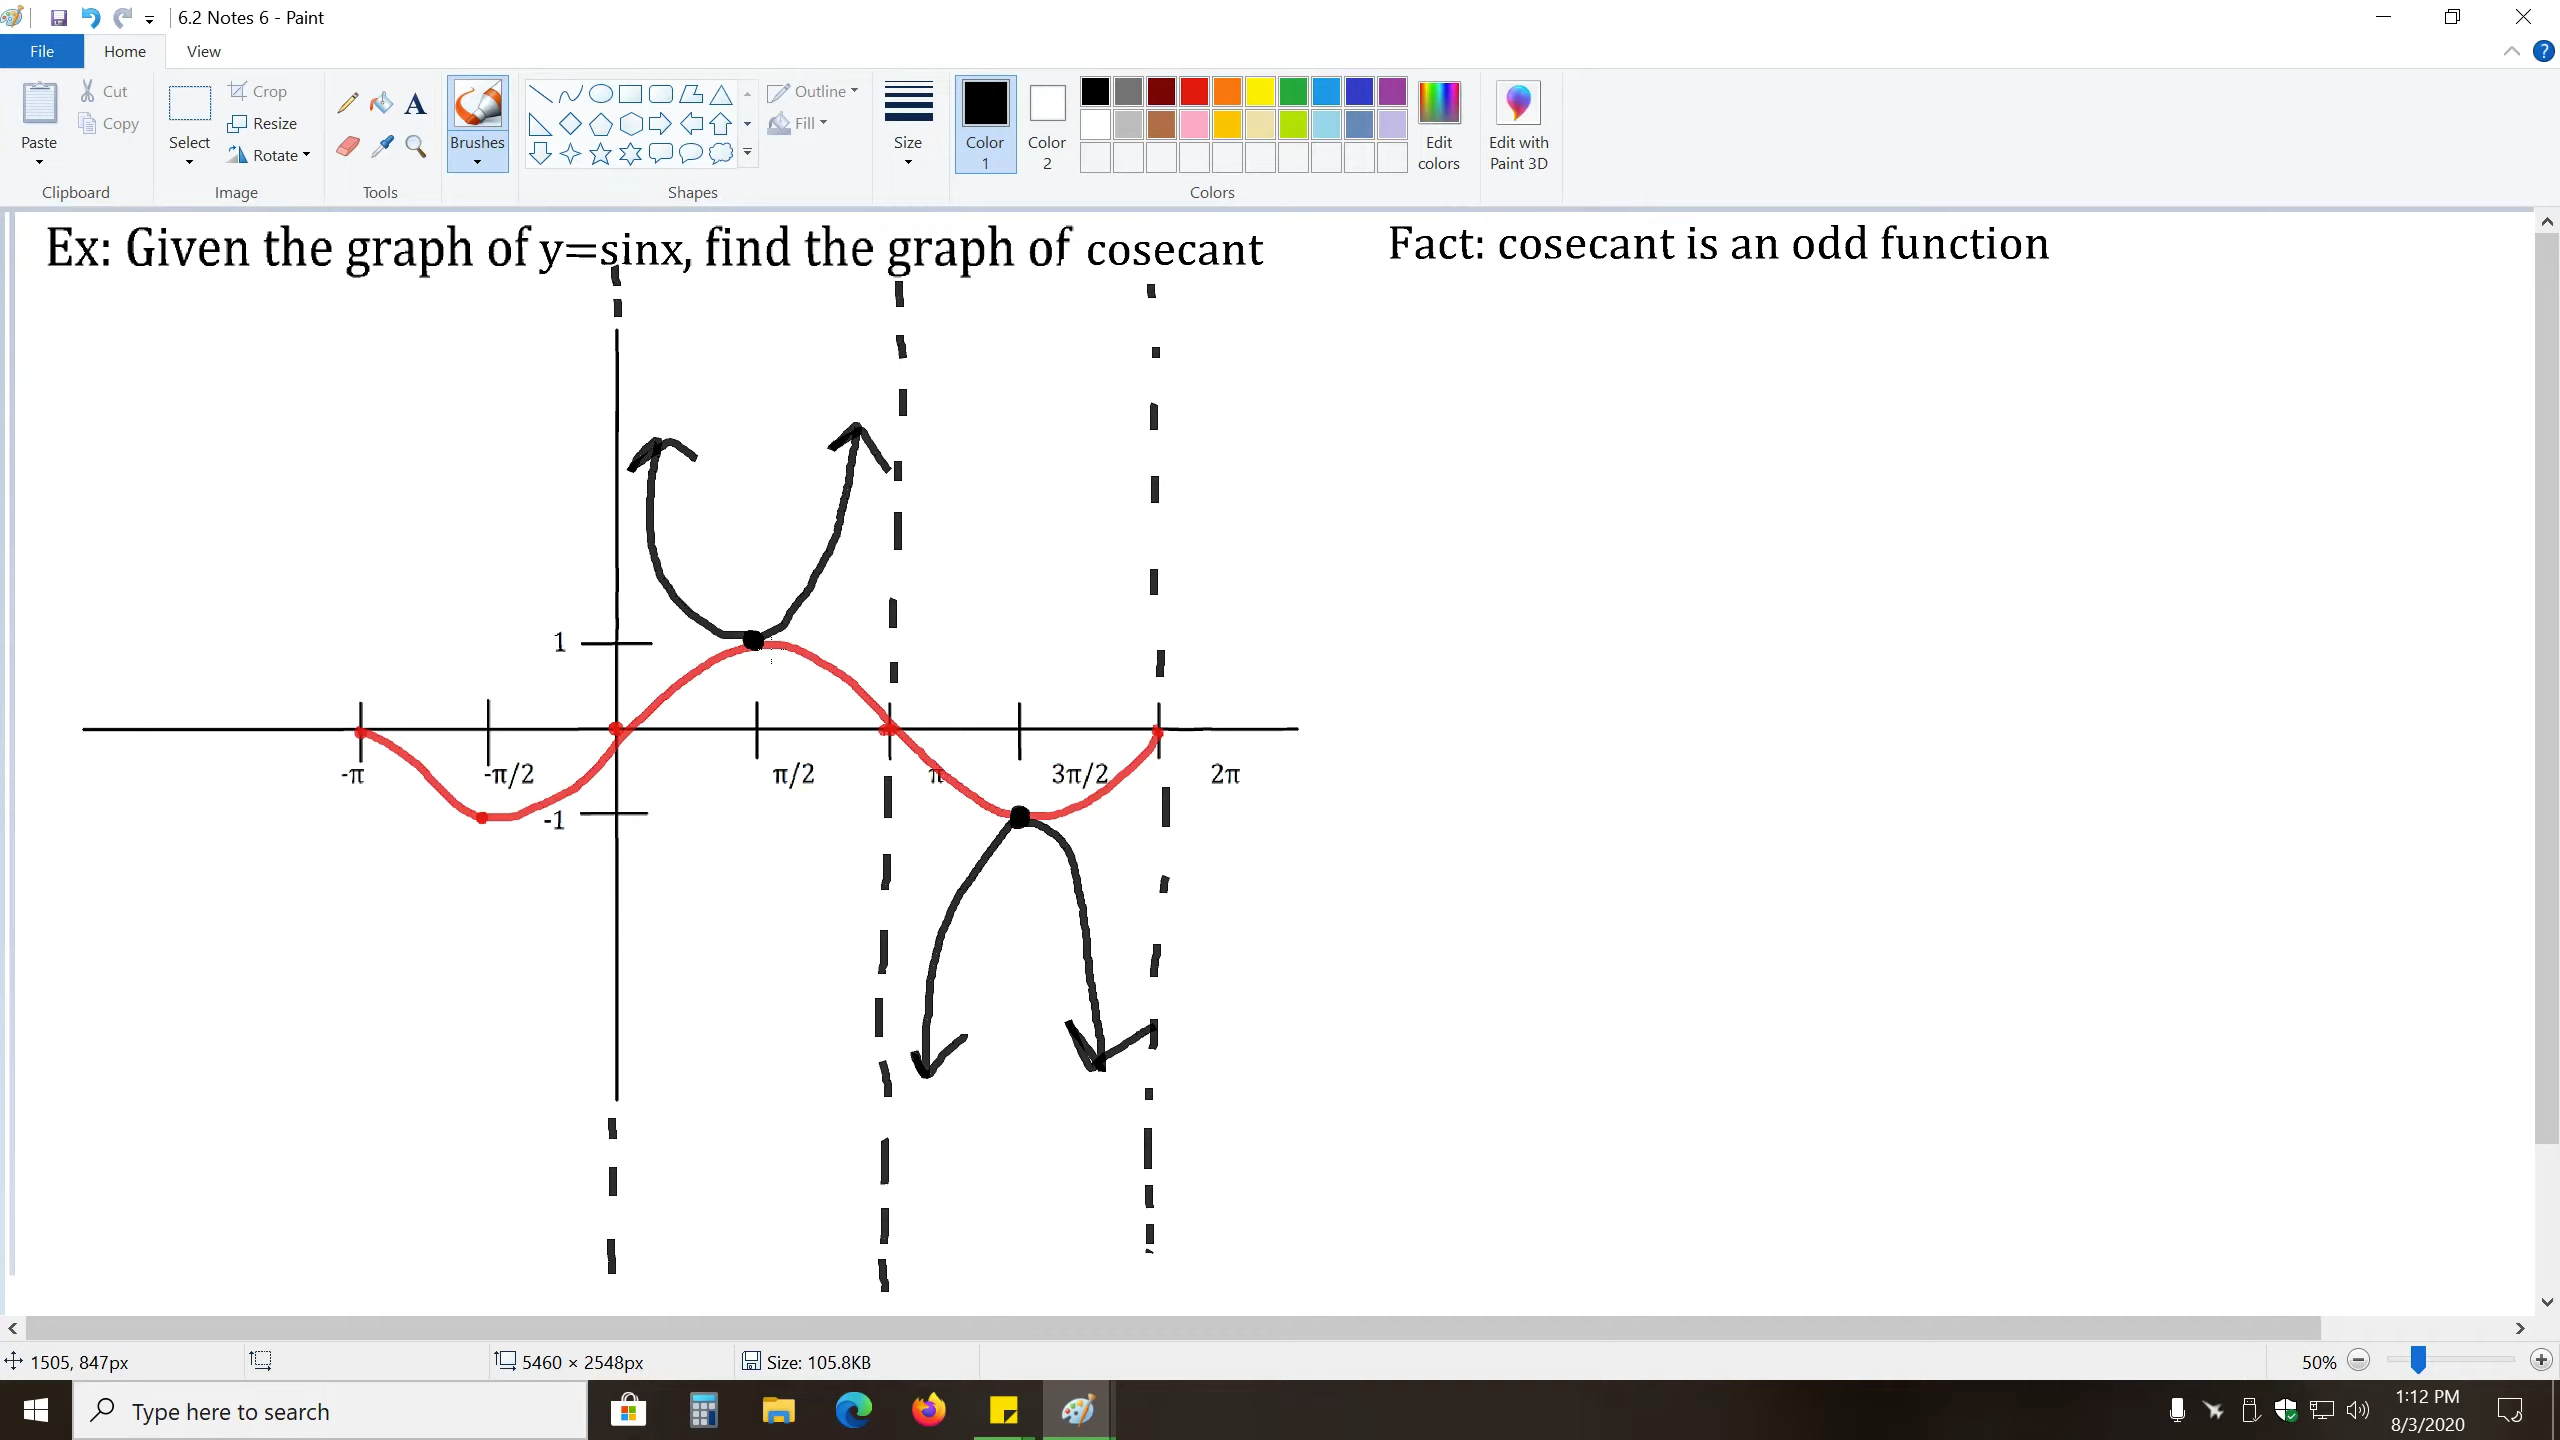 6.2 Notes 6 - Paint
File Home View
Paste
Cut
Copy
Clipboard
Select
Crop
Resize
Rotate
Image
Tools
Brushes
Shapes
Outline
Fill
Size
Color 1
Color 2
Colors
Edit colors
Edit with Paint 3D
Ex: Given the graph of y=sinx, find the graph of cosecant
Fact: cosecant is an odd function
1
-π -π/2 π/2 π 3π/2 2π
-1
1505, 847px 5460 × 2548px Size: 105.8KB 50%
Type here to search
1:12 PM
8/3/2020